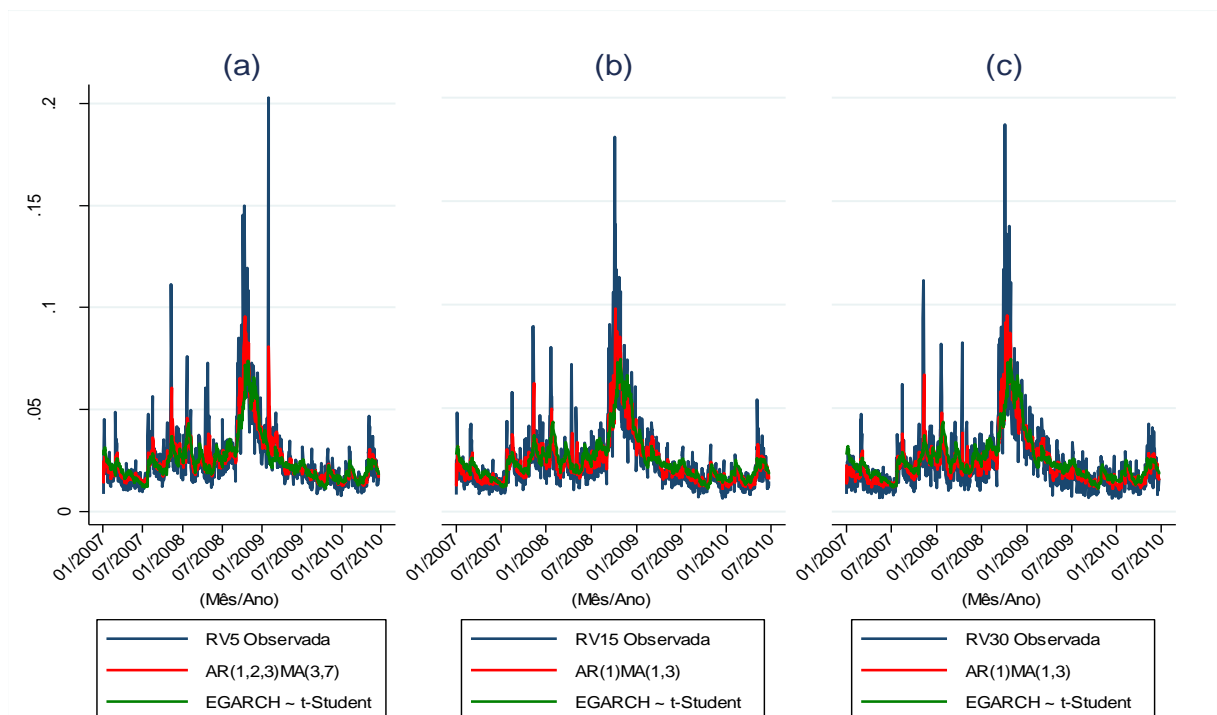 (a)
(b)
(c)
.2
.15
.1
.05
0
01/2007
07/2007
01/2008
07/2008
01/2009
07/2009
01/2010
07/2010
(Mês/Ano)
01/2007
07/2007
01/2008
07/2008
01/2009
07/2009
01/2010
07/2010
(Mês/Ano)
01/2007
07/2007
01/2008
07/2008
01/2009
07/2009
01/2010
07/2010
(Mês/Ano)
RV5 Observada
AR(1,2,3)MA(3,7)
EGARCH ~ t-Student
RV15 Observada
AR(1)MA(1,3)
EGARCH ~ t-Student
RV30 Observada
AR(1)MA(1,3)
EGARCH ~ t-Student